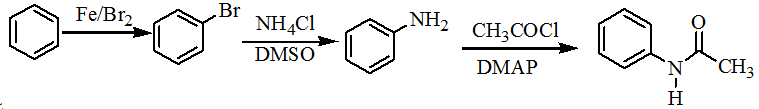 Fe/Br2
Br
NH4Cl
DMSO
NH2
CH3COCl
DMAP
O
N
H
CH3